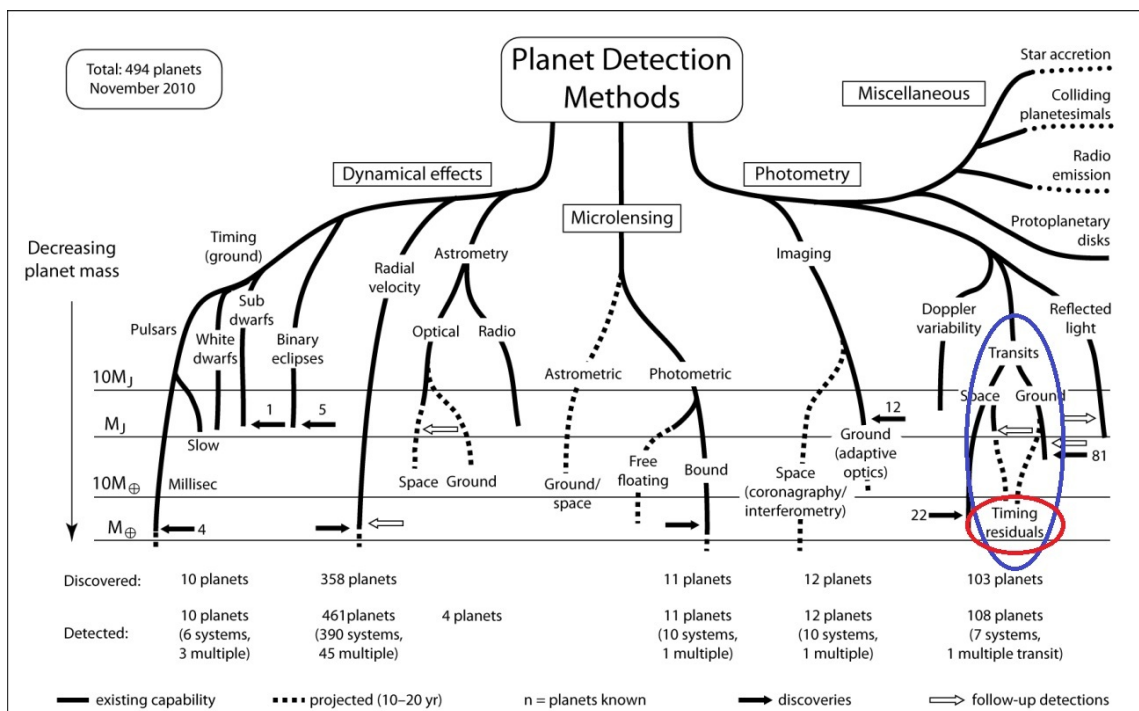 Total: 494 planets
November 2010
Planet Detection
Methods
Miscellaneous
Star accretion
Colliding
planetesimals
Radio
emission
Protoplanetary
disks
Dynamical effects
Photometry
Microlensing
Decreasing
planet mass
Timing
(ground)
Astrometry
Imaging
Radial
velocity
Pulsars
White
dwarfs
Sub
dwarfs
Binary
eclipses
Optical
Radio
Astrometric
Photometric
Doppler
variability
Transits
Reflected
light
Space
Ground
10MJ
MJ
10M⊕
M⊕
1
5
12
81
Slow
Millisec
4
Space
Ground
Ground/
space
Free
floating
Bound
Space
(coronagraphy/
interferometry)
Ground
(adaptive
optics)
22
Timing
residuals
Discovered:
10 planets
358 planets
11 planets
12 planets
103 planets
Detected:
10 planets
(6 systems,
3 multiple)
461planets
(390 systems,
45 multiple)
4 planets
11 planets
(10 systems,
1 multiple)
12 planets
(10 systems,
1 multiple)
108 planets
(7 systems,
1 multiple transit)
existing capability
projected (10–20 yr)
n = planets known
discoveries
follow-up detections